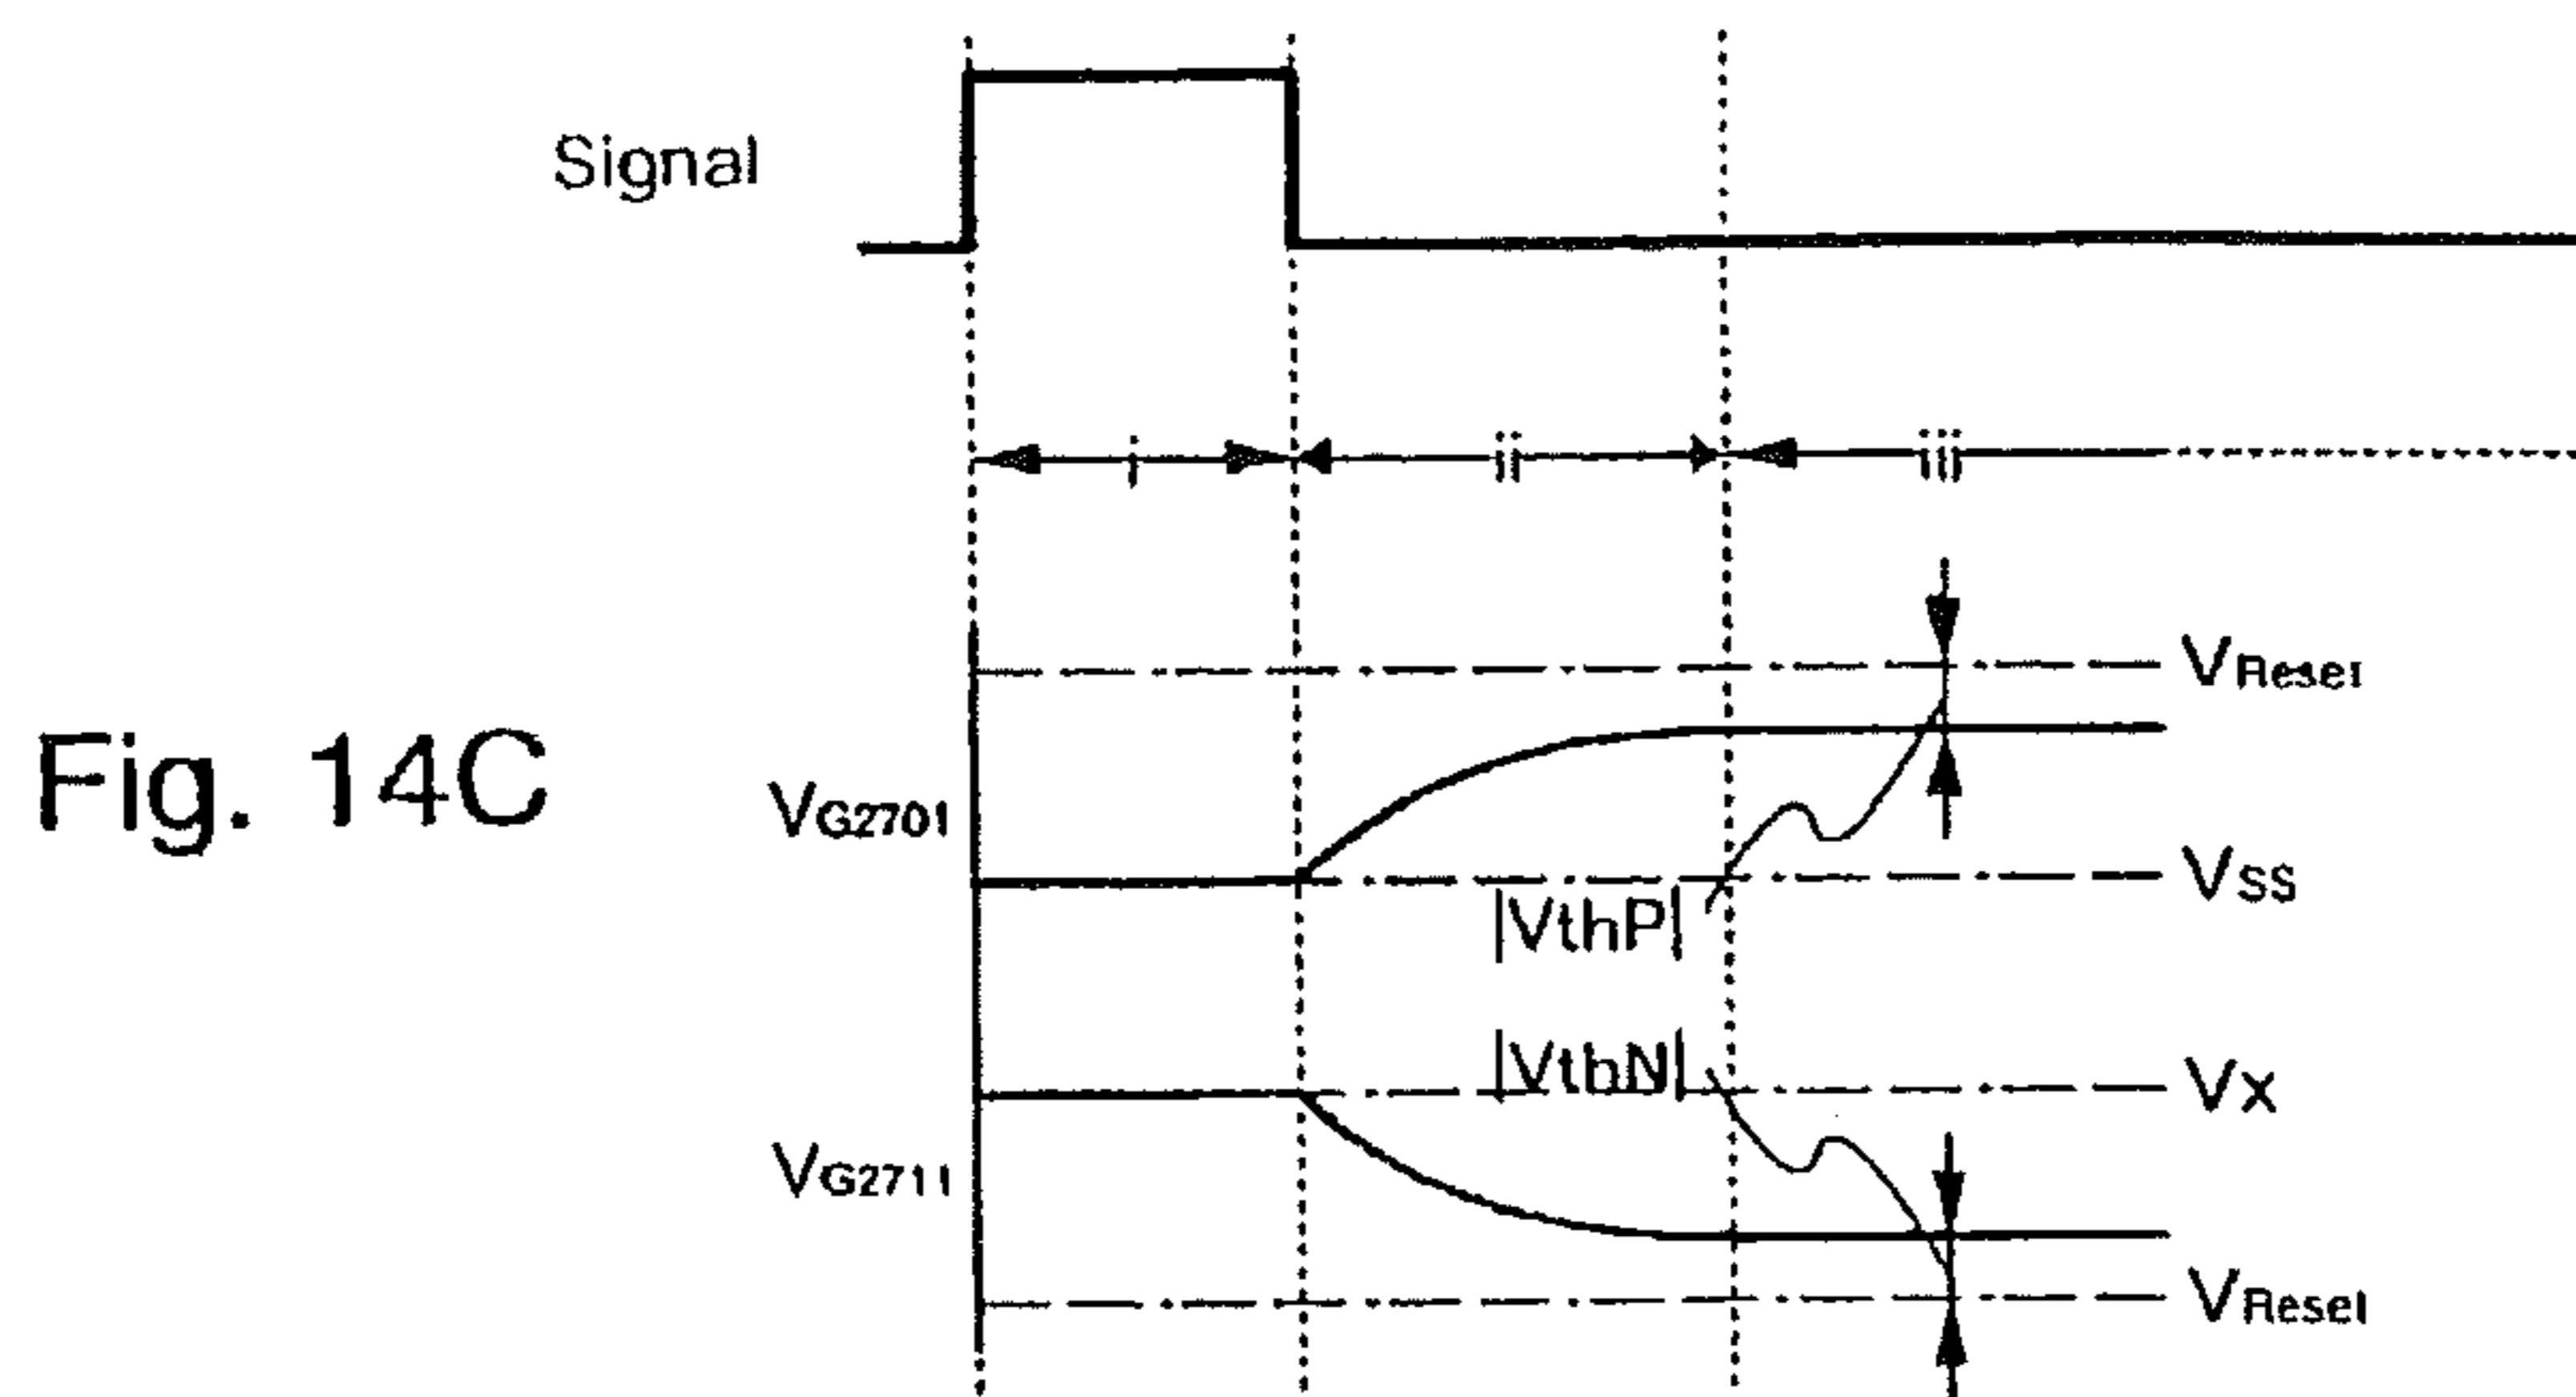 Signal
i ii iii
VReset
Fig. 14C
VG2701
VSS
|VthP|
|VthN|
VX
VG2711
VReset